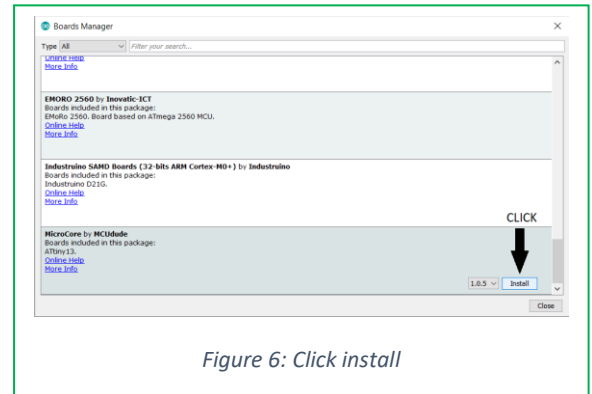 Boards Manager
Type All Filter your search...
Online Help
More Info
EMORO 2560 by Inovatic-ICT
Boards included in this package:
EMoRo 2560. Board based on ATmega 2560 MCU.
Online Help
More Info
Industruino SAMD Boards (32-bits ARM Cortex-M0+) by Industruino
Boards included in this package:
Industruino D21G.
Online Help
More Info
CLICK
MicroCore by MCUdude
Boards included in this package:
ATtiny13.
Online Help
More Info
1.0.5 Install
Close
Figure 6: Click install